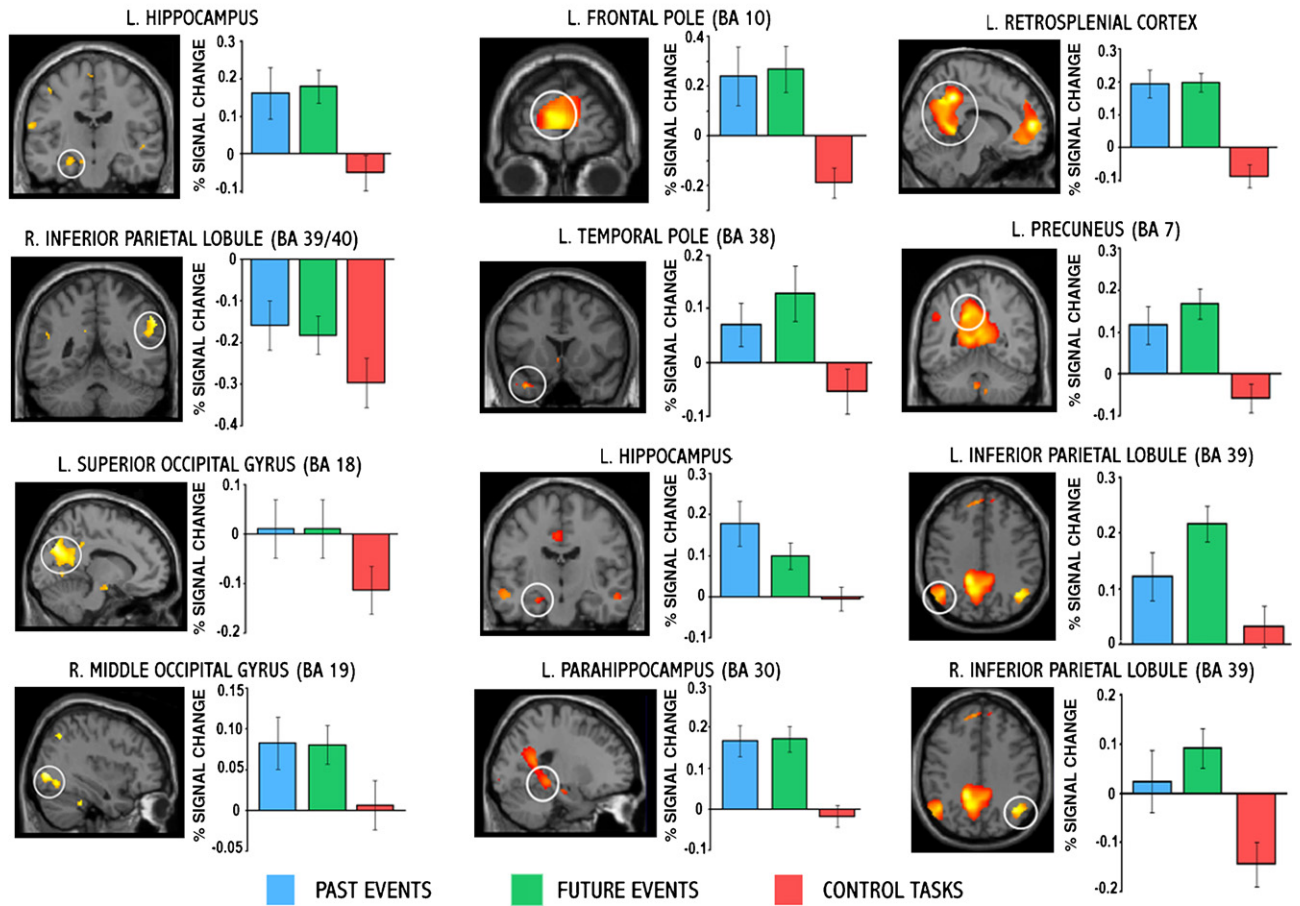 L. HIPPOCAMPUS
% SIGNAL CHANGE
0.3
0.2
0.1
0
-0.1
L. FRONTAL POLE (BA 10)
% SIGNAL CHANGE
0.4
0.2
0
-0.2
L. RETROSPLENIAL CORTEX
% SIGNAL CHANGE
0.3
0.2
0.1
0
-0.1
R. INFERIOR PARIETAL LOBULE (BA 39/40)
% SIGNAL CHANGE
0
-0.1
-0.2
-0.3
-0.4
L. TEMPORAL POLE (BA 38)
% SIGNAL CHANGE
0.2
0.1
0
-0.1
L. PRECUNEUS (BA 7)
% SIGNAL CHANGE
0.3
0.2
0.1
0
-0.1
L. SUPERIOR OCCIPITAL GYRUS (BA 18)
% SIGNAL CHANGE
0.1
0
-0.1
-0.2
L. HIPPOCAMPUS
% SIGNAL CHANGE
0.3
0.2
0.1
0
-0.1
L. INFERIOR PARIETAL LOBULE (BA 39)
% SIGNAL CHANGE
0.3
0.2
0.1
0
R. MIDDLE OCCIPITAL GYRUS (BA 19)
% SIGNAL CHANGE
0.15
0.10
0.05
0
-0.05
L. PARAHIPPOCAMPUS (BA 30)
% SIGNAL CHANGE
0.3
0.2
0.1
0
-0.1
R. INFERIOR PARIETAL LOBULE (BA 39)
% SIGNAL CHANGE
0.2
0.1
0
-0.1
-0.2
PAST EVENTS
FUTURE EVENTS
CONTROL TASKS